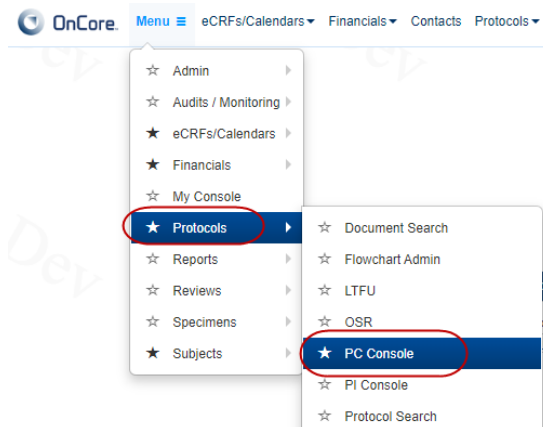 OnCore. Menu ≡ eCRFs/Calendars Financials Contacts Protocols
Admin
Audits / Monitoring
eCRFs/Calendars
Financials
My Console
Protocols
Reports
Reviews
Specimens
Subjects
Document Search
Flowchart Admin
LTFU
OSR
PC Console
PI Console
Protocol Search
Dev
Dev
Dev